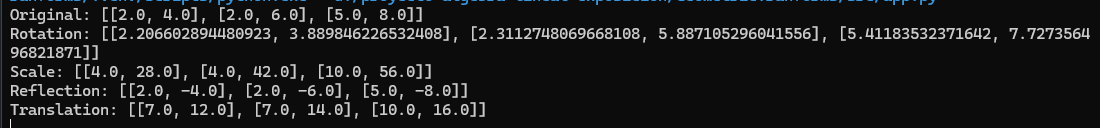 Original: [[2.0, 4.0], [2.0, 6.0], [5.0, 8.0]]
Rotation: [[2.206602894480923, 3.889846226532408], [2.3112748069668108, 5.887105296041556], [5.41183532371642, 7.7273564
96821871]]
Scale: [[4.0, 28.0], [4.0, 42.0], [10.0, 56.0]]
Reflection: [[2.0, -4.0], [2.0, -6.0], [5.0, -8.0]]
Translation: [[7.0, 12.0], [7.0, 14.0], [10.0, 16.0]]